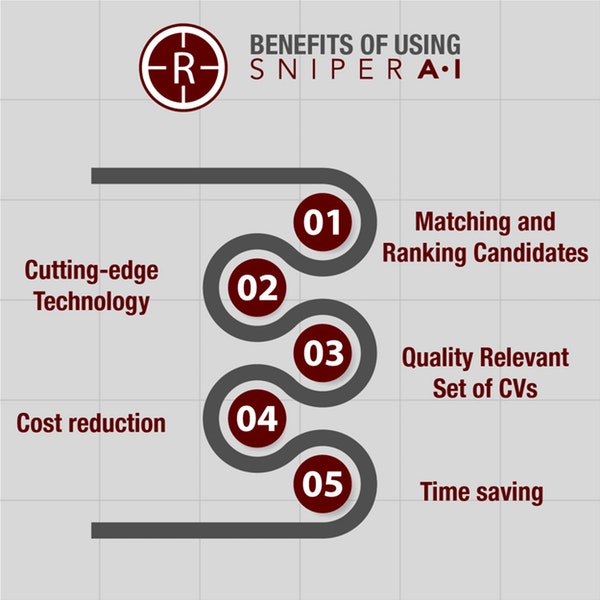 R
BENEFITS OF USING
SNIPER A·I
01
Matching and
Ranking Candidates
Cutting-edge
Technology
02
03
Quality Relevant
Set of CVs
Cost reduction
04
05
Time saving